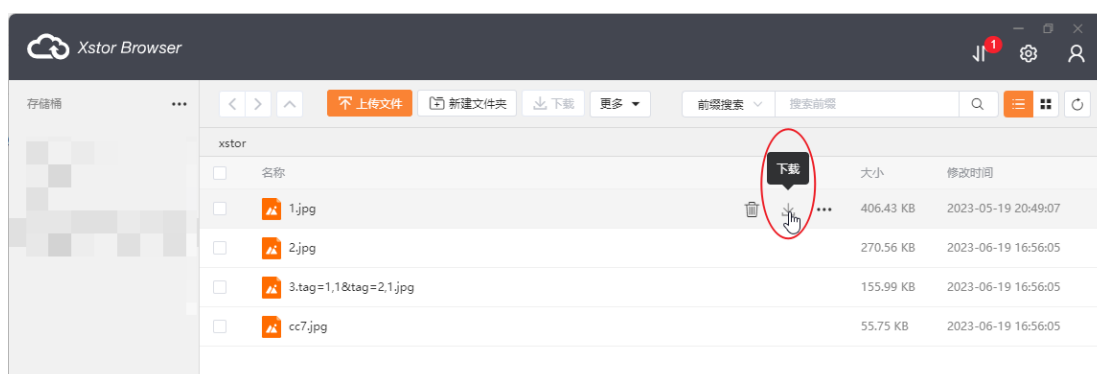 Xstor Browser
1
存储桶
上传文件 新建文件夹 下载 更多 前缀搜索 搜索前缀
xstor
名称 下载 大小 修改时间
1.jpg 406.43 KB 2023-05-19 20:49:07
2.jpg 270.56 KB 2023-06-19 16:56:05
3.tag=1,1&tag=2,1.jpg 155.99 KB 2023-06-19 16:56:05
cc7.jpg 55.75 KB 2023-06-19 16:56:05